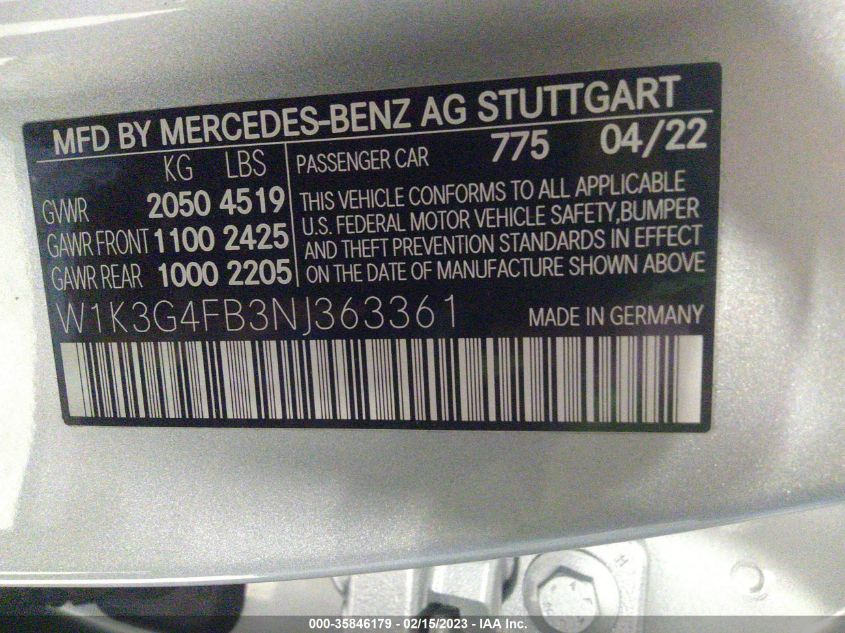 MFD BY MERCEDES-BENZ AG STUTTGART
KG LBS
GVWR 2050 4519
GAWR FRONT 1100 2425
GAWR REAR 1000 2205
PASSENGER CAR 775 04/22
THIS VEHICLE CONFORMS TO ALL APPLICABLE
U.S. FEDERAL MOTOR VEHICLE SAFETY,BUMPER
AND THEFT PREVENTION STANDARDS IN EFFECT
ON THE DATE OF MANUFACTURE SHOWN ABOVE
W1K3G4FB3NJ363361 MADE IN GERMANY
000-35846179 - 02/15/2023 - © IAA Inc.